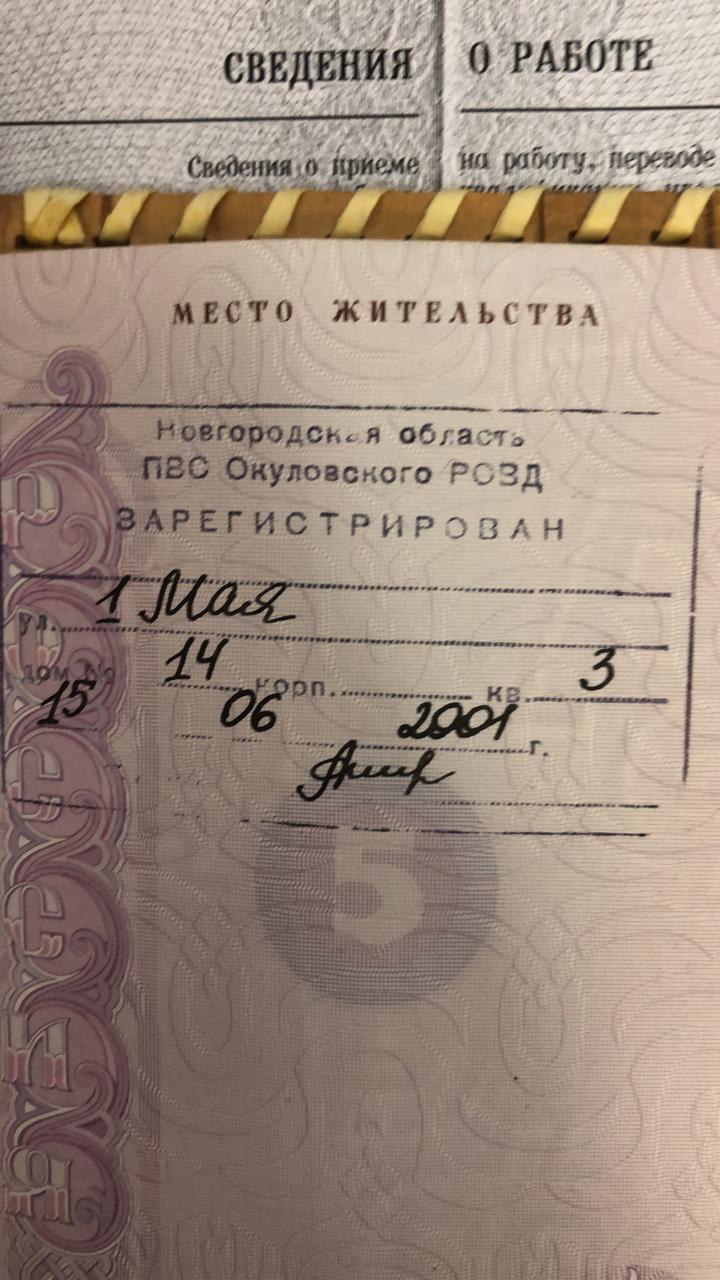 СВЕДЕНИЯ О РАБОТЕ
Сведения о приеме на работу, переводе
МЕСТО ЖИТЕЛЬСТВА
Новгородская область
ПВС Окуловского РОВД
ЗАРЕГИСТРИРОВАН
ул. 1 Мая
дом № 14 корп. кв. 3
15 06 2001 г.
5